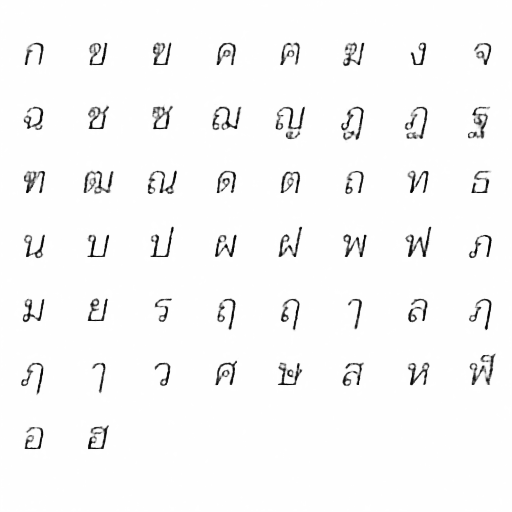 ก ข ฃ ค ฅ ฆ ง จ
ฉ ช ซ ฌ ญ ฎ ฏ ฐ
ฑ ฒ ณ ด ต ถ ท ธ
น บ ป ผ ฝ พ ฟ ภ
ม ย ร ฤ ฤ ๅ ล ฦ
ฦ ๅ ว ศ ษ ส ห ฬ
อ ฮ